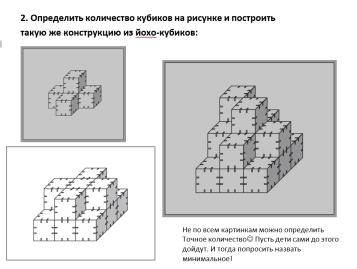 2. Определить количество кубиков на рисунке и построить
такую же конструкцию из йохо-кубиков:
Не по всем картинкам можно определить
Точное количество☺ Пусть дети сами до этого
дойдут. И тогда попросить назвать
минимальное!